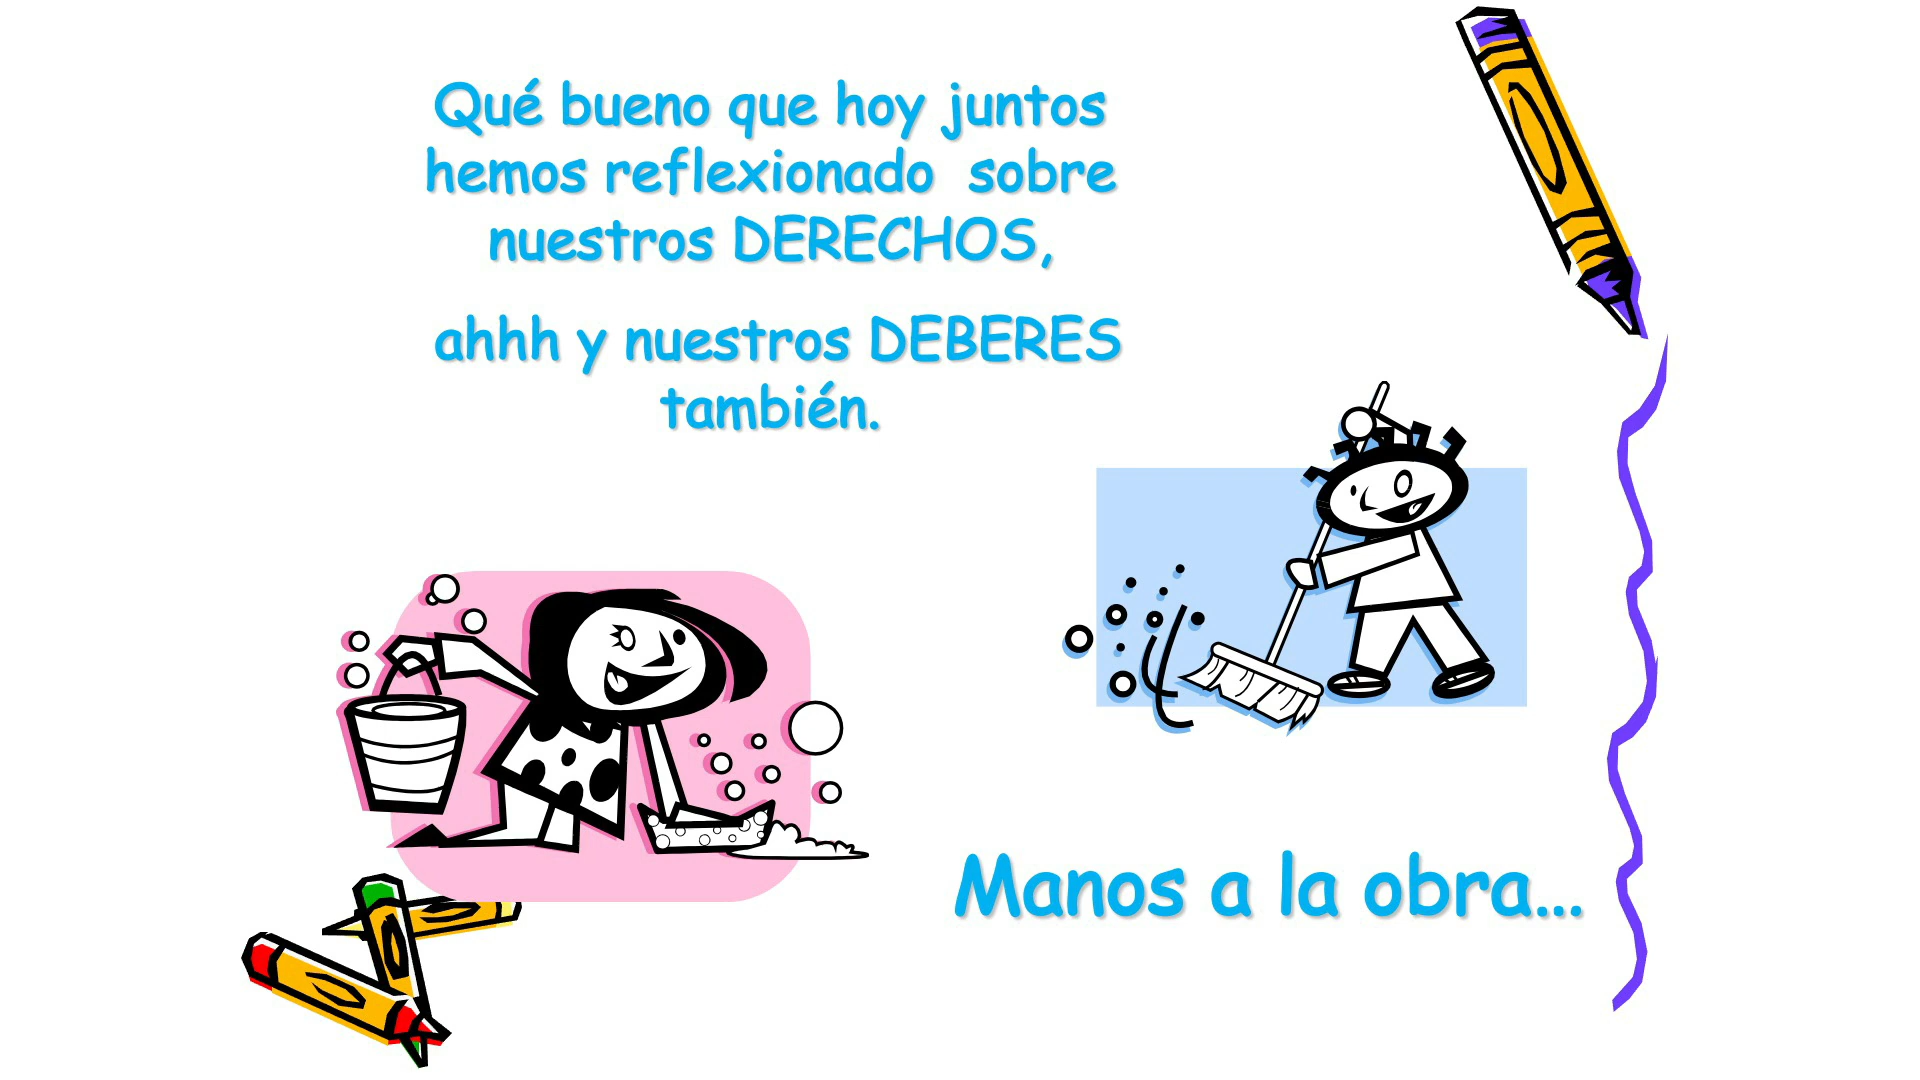 Qué bueno que hoy juntos
hemos reflexionado  sobre
nuestros DERECHOS,
ahhh y nuestros DEBERES
también.
Manos a la obra…